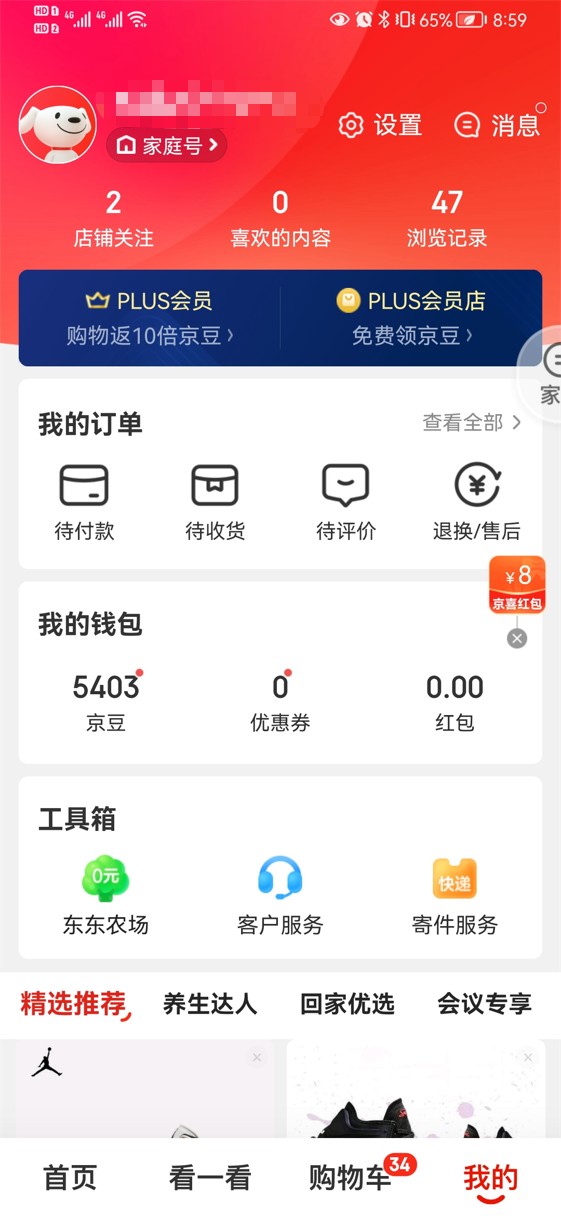 HD 1 4G 4G
HD 2
65% 8:59
家庭号
设置
消息
2 0 47
店铺关注 喜欢的内容 浏览记录
PLUS会员 PLUS会员店
购物返10倍京豆 免费领京豆
家
我的订单 查看全部
待付款 待收货 待评价 退换/售后
¥8
京喜红包
我的钱包
5403 0 0.00
京豆 优惠券 红包
工具箱
0元 快递
东东农场 客户服务 寄件服务
精选推荐 养生达人 回家优选 会议专享
首页 看一看 购物车 34 我的